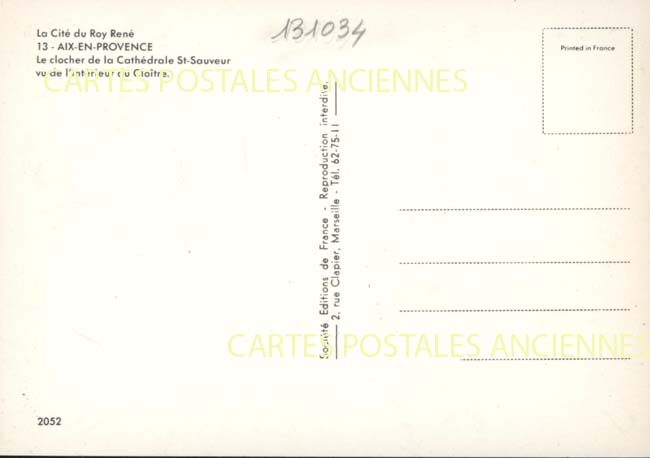 La Cité du Roy René
13 - AIX-EN-PROVENCE
Le clocher de la Cathédrale St-Sauveur
vu de l'Intérieur du Cloître.
131034
Printed in France
CARTES POSTALES ANCIENNES
Société Editions de France - Reproduction interdite.
2, rue Clapier, Marseille - Tél. 62-75-11
CARTES POSTALES ANCIENNES
2052